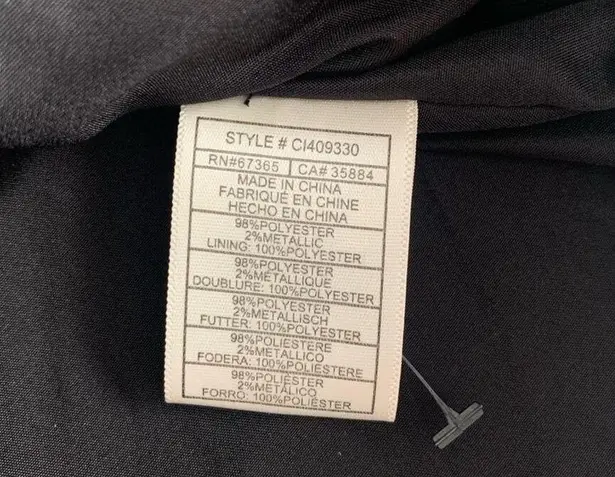 STYLE # CI409330
RN#67365 CA# 35884
MADE IN CHINA
FABRIQUÉ EN CHINE
HECHO EN CHINA
98%POLYESTER
2%METALLIC
LINING: 100%POLYESTER
98%POLYESTER
2%METALLIQUE
DOUBLURE: 100%POLYESTER
98%POLYESTER
2%METALLISCH
FUTTER: 100%POLYESTER
98%POLIESTERE
2%METALLICO
FODERA: 100%POLIESTERE
98%POLIÉSTER
2%METÁLICO
FORRO: 100%POLIÉSTER